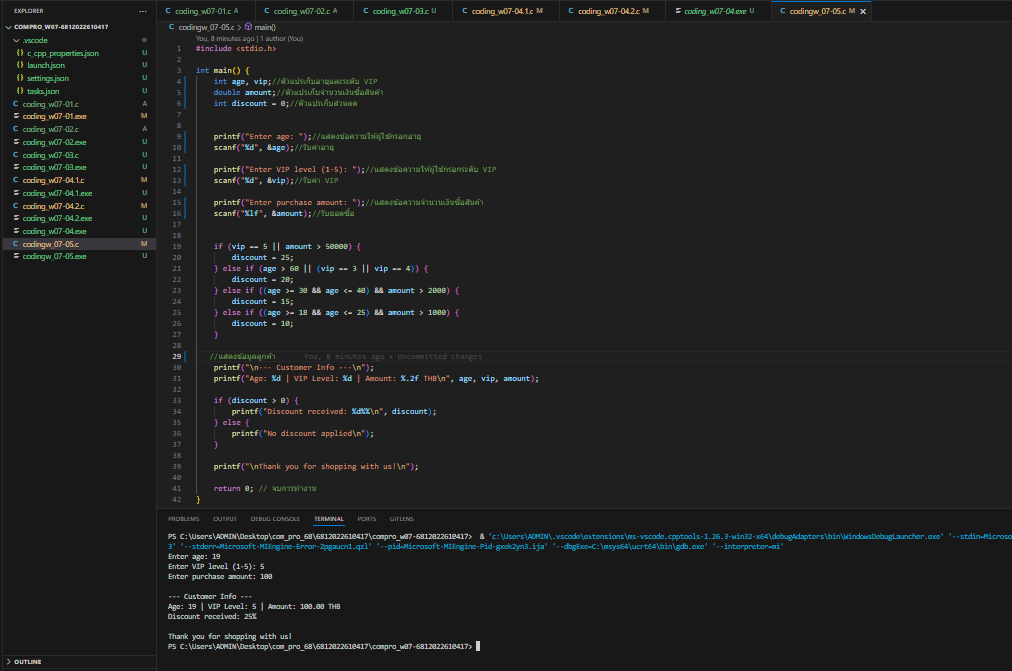 EXPLORER ...
COMPRO_W07-6812022610417
.vscode
c_cpp_properties.json U
launch.json U
settings.json U
tasks.json U
coding_w07-01.c A
coding_w07-01.exe M
coding_w07-02.c A
coding_w07-02.exe U
coding_w07-03.c U
coding_w07-03.exe U
coding_w07-04.1.c M
coding_w07-04.1.exe U
coding_w07-04.2.c M
coding_w07-04.2.exe U
coding_w07-04.exe U
codingw_07-05.c M
codingw_07-05.exe U
OUTLINE
coding_w07-01.c A coding_w07-02.c A coding_w07-03.c U coding_w07-04.1.c M coding_w07-04.2.c M coding_w07-04.exe U codingw_07-05.c M
codingw_07-05.c > main()
You, 8 minutes ago | 1 author (You)
1 #include <stdio.h>
2
3 int main() {
4 int age, vip;//ตัวแปรเก็บอายุและระดับ VIP
5 double amount;//ตัวแปรเก็บจำนวนเงินซื้อสินค้า
6 int discount = 0;//ตัวแปรเก็บส่วนลด
7
8
9 printf("Enter age: ");//แสดงข้อความให้ผู้ใช้กรอกอายุ
10 scanf("%d", &age);//รับค่าอายุ
11
12 printf("Enter VIP level (1-5): ");//แสดงข้อความให้ผู้ใช้กรอกระดับ VIP
13 scanf("%d", &vip);//รับค่า VIP
14
15 printf("Enter purchase amount: ");//แสดงข้อความจำนวนเงินซื้อสินค้า
16 scanf("%lf", &amount);//รับยอดซื้อ
17
18
19 if (vip == 5 || amount > 50000) {
20 discount = 25;
21 } else if (age > 60 || (vip == 3 || vip == 4)) {
22 discount = 20;
23 } else if ((age >= 30 && age <= 40) && amount > 2000) {
24 discount = 15;
25 } else if ((age >= 18 && age <= 25) && amount > 1000) {
26 discount = 10;
27 }
28
29 //แสดงข้อมูลลูกค้า You, 8 minutes ago • Uncommitted changes
30 printf("\n--- Customer Info ---\n");
31 printf("Age: %d | VIP Level: %d | Amount: %.2f THB\n", age, vip, amount);
32
33 if (discount > 0) {
34 printf("Discount received: %d%%\n", discount);
35 } else {
36 printf("No discount applied\n");
37 }
38
39 printf("\nThank you for shopping with us!\n");
40
41 return 0; // จบการทำงาน
42 }
PROBLEMS OUTPUT DEBUG CONSOLE TERMINAL PORTS GITLENS
PS C:\Users\ADMIN\Desktop\com_pro_68\6812022610417\compro_w07-6812022610417> & 'c:\Users\ADMIN\.vscode\extensions\ms-vscode.cpptools-1.26.3-win32-x64\debugAdapters\bin\WindowsDebugLauncher.exe' '--stdin=Microso
3' '--stderr=Microsoft-MIEngine-Error-2pgaucn1.qzl' '--pid=Microsoft-MIEngine-Pid-gxek2yn3.ija' '--dbgExe=C:\msys64\ucrt64\bin\gdb.exe' '--interpreter=mi'
Enter age: 19
Enter VIP level (1-5): 5
Enter purchase amount: 100
--- Customer Info ---
Age: 19 | VIP Level: 5 | Amount: 100.00 THB
Discount received: 25%
Thank you for shopping with us!
PS C:\Users\ADMIN\Desktop\com_pro_68\6812022610417\compro_w07-6812022610417>